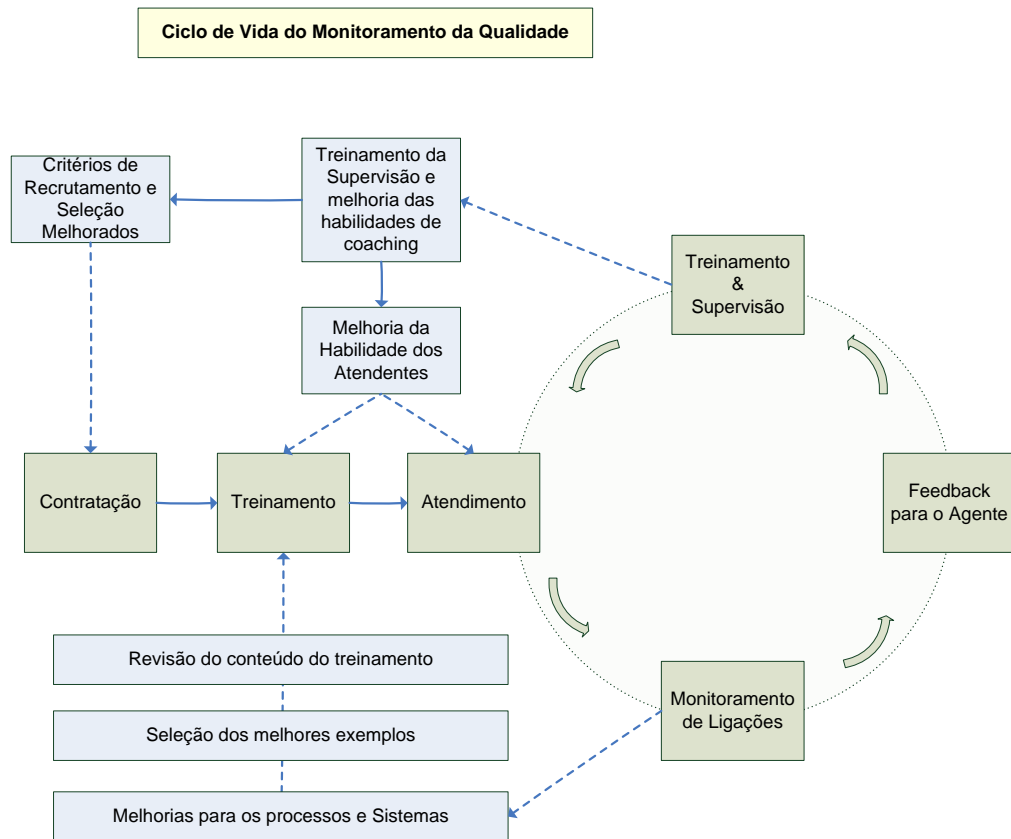 Ciclo de Vida do Monitoramento da Qualidade
Critérios de
Recrutamento e
Seleção
Melhorados
Treinamento da
Supervisão e
melhoria das
habilidades de
coaching
Treinamento
&
Supervisão
Melhoria da
Habilidade dos
Atendentes
Contratação
Treinamento
Atendimento
Feedback
para o Agente
Revisão do conteúdo do treinamento
Seleção dos melhores exemplos
Melhorias para os processos e Sistemas
Monitoramento
de Ligações